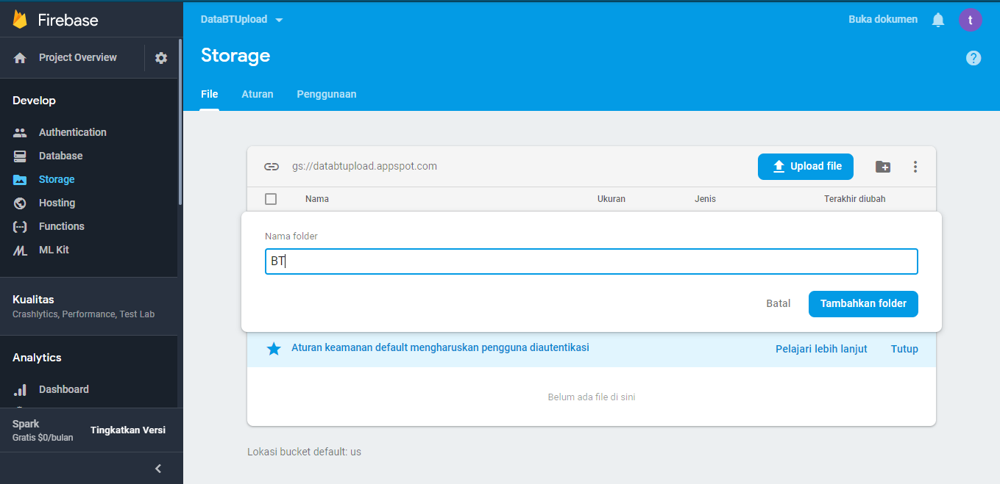 Firebase
DataBTUpload
Buka dokumen
t
Project Overview
Storage
?
Develop
File Aturan Penggunaan
Authentication
Database
Storage
Hosting
Functions
ML Kit
gs://databtupload.appspot.com
Upload file
Nama Ukuran Jenis Terakhir diubah
Nama folder
BT
Batal Tambahkan folder
Kualitas
Crashlytics, Performance, Test Lab
Aturan keamanan default mengharuskan pengguna diautentikasi
Pelajari lebih lanjut Tutup
Analytics
Dashboard
Belum ada file di sini
Spark
Gratis $0/bulan
Tingkatkan Versi
Lokasi bucket default: us